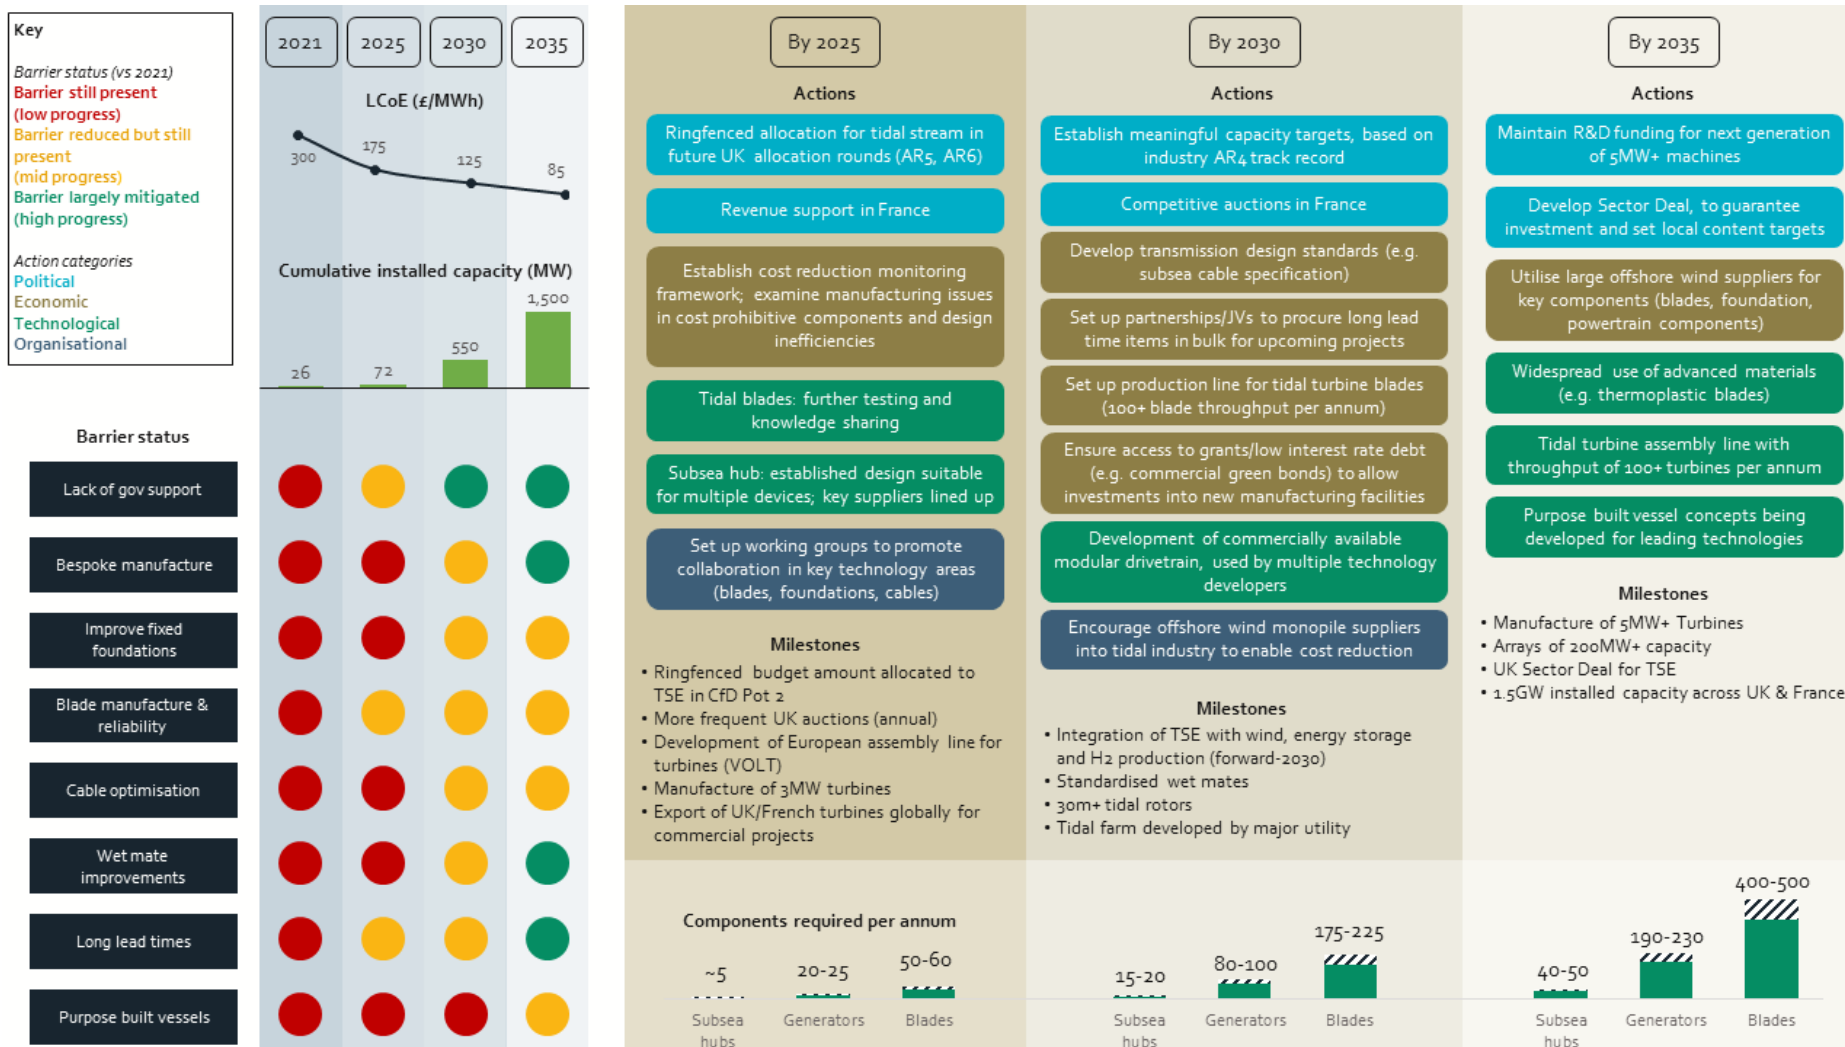 Key
Barrier status (vs 2021)
Barrier still present
(low progress)
Barrier reduced but still
present
(mid progress)
Barrier largely mitigated
(high progress)
Action categories
Political
Economic
Technological
Organisational
2021
2025
2030
2035
LCoE (£/MWh)
300
175
125
85
Cumulative installed capacity (MW)
26
72
550
1,500
Barrier status
Lack of gov support
Bespoke manufacture
Improve fixed
foundations
Blade manufacture &
reliability
Cable optimisation
Wet mate
improvements
Long lead times
Purpose built vessels
By 2025
Actions
Ringfenced allocation for tidal stream in
future UK allocation rounds (AR5, AR6)
Revenue support in France
Establish cost reduction monitoring
framework; examine manufacturing issues
in cost prohibitive components and design
inefficiencies
Tidal blades: further testing and
knowledge sharing
Subsea hub: established design suitable
for multiple devices; key suppliers lined up
Set up working groups to promote
collaboration in key technology areas
(blades, foundations, cables)
Milestones
• Ringfenced budget amount allocated to
TSE in CfD Pot 2
• More frequent UK auctions (annual)
• Development of European assembly line for
turbines (VOLT)
• Manufacture of 3MW turbines
• Export of UK/French turbines globally for
commercial projects
By 2030
Actions
Establish meaningful capacity targets, based on
industry AR4 track record
Competitive auctions in France
Develop transmission design standards (e.g.
subsea cable specification)
Set up partnerships/JVs to procure long lead
time items in bulk for upcoming projects
Set up production line for tidal turbine blades
(100+ blade throughput per annum)
Ensure access to grants/low interest rate debt
(e.g. commercial green bonds) to allow
investments into new manufacturing facilities
Development of commercially available
modular drivetrain, used by multiple technology
developers
Encourage offshore wind monopile suppliers
into tidal industry to enable cost reduction
Milestones
• Integration of TSE with wind, energy storage
and H2 production (forward-2030)
• Standardised wet mates
• 30m+ tidal rotors
• Tidal farm developed by major utility
By 2035
Actions
Maintain R&D funding for next generation
of 5MW+ machines
Develop Sector Deal, to guarantee
investment and set local content targets
Utilise large offshore wind suppliers for
key components (blades, foundation,
powertrain components)
Widespread use of advanced materials
(e.g. thermoplastic blades)
Tidal turbine assembly line with
throughput of 100+ turbines per annum
Purpose built vessel concepts being
developed for leading technologies
Milestones
• Manufacture of 5MW+ Turbines
• Arrays of 200MW+ capacity
• UK Sector Deal for TSE
• 1.5GW installed capacity across UK & France
Components required per annum
~5
20-25
50-60
Subsea
hubs
Generators
Blades
15-20
80-100
175-225
Subsea
hubs
Generators
Blades
40-50
190-230
400-500
Subsea
hubs
Generators
Blades